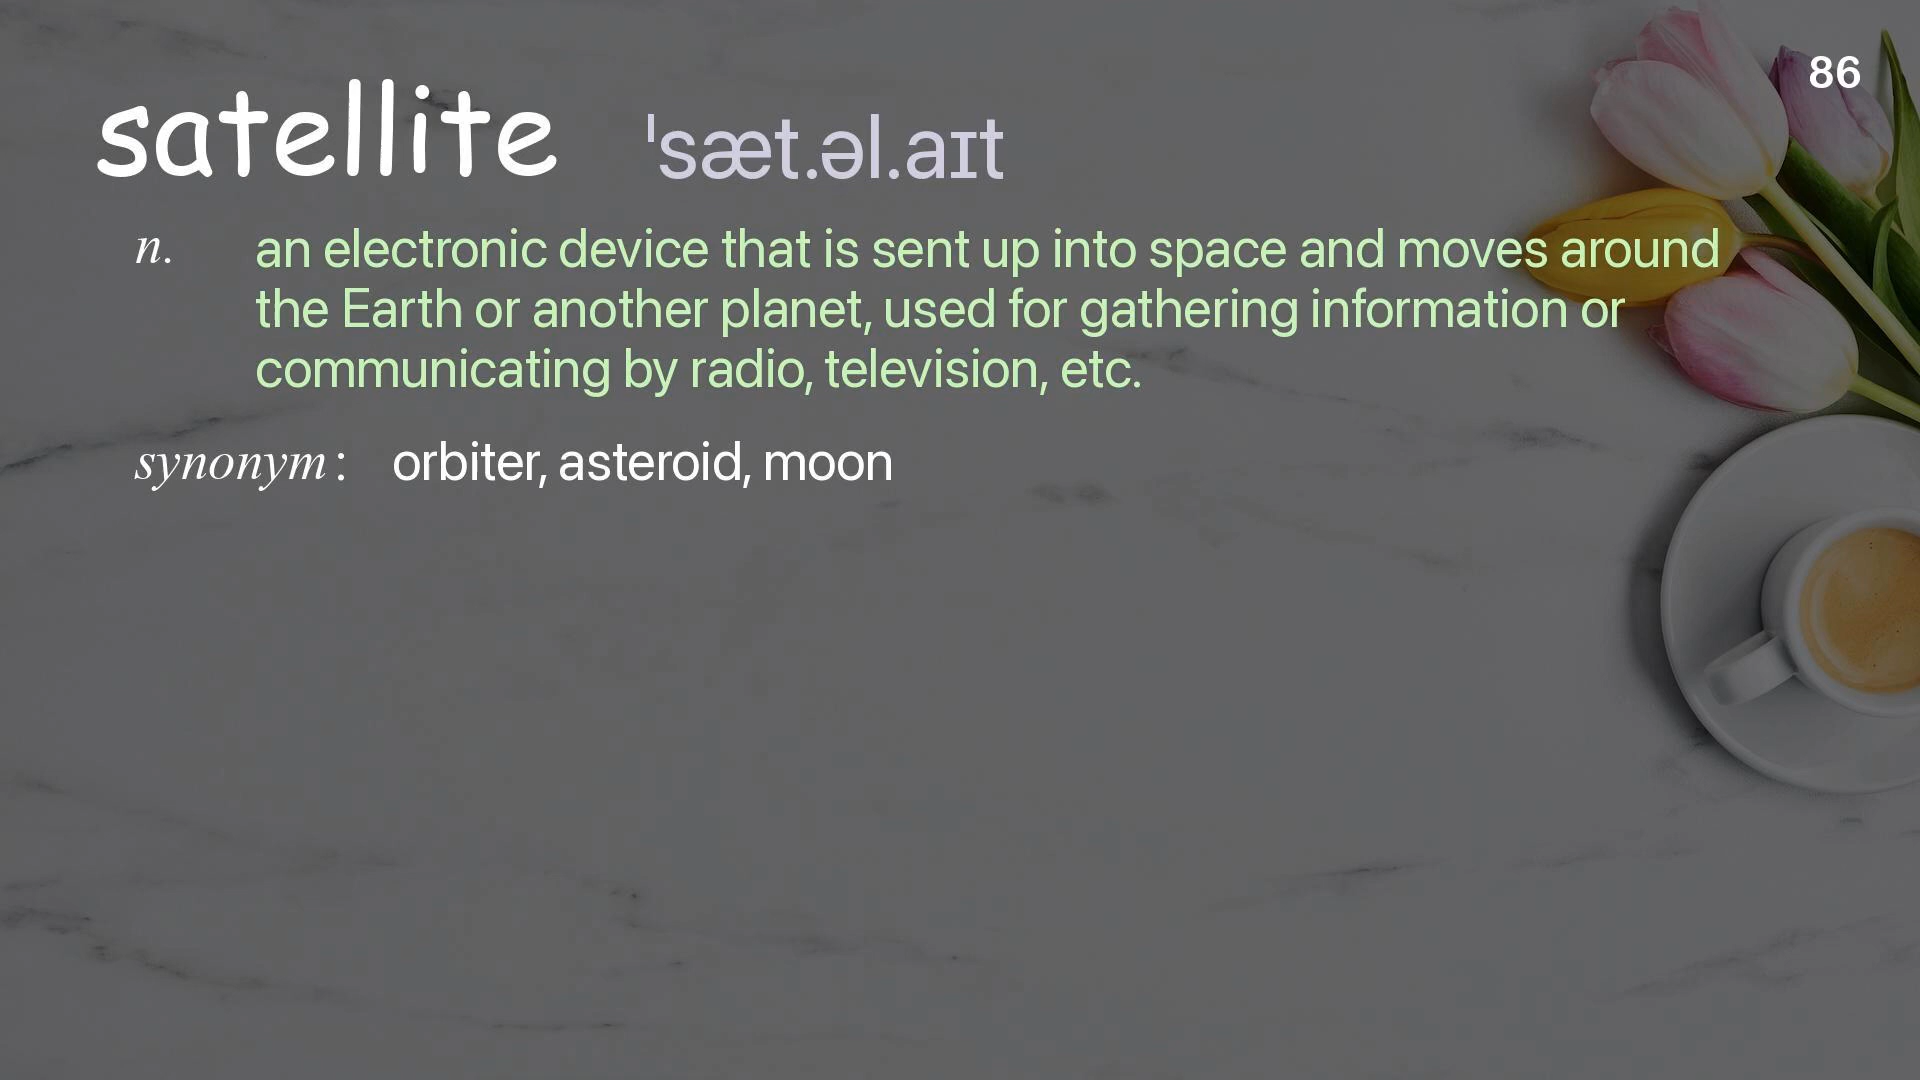 86
satellite ˈsæt.əl.aɪt
n. an electronic device that is sent up into space and moves around
the Earth or another planet, used for gathering information or
communicating by radio, television, etc.
synonym: orbiter, asteroid, moon